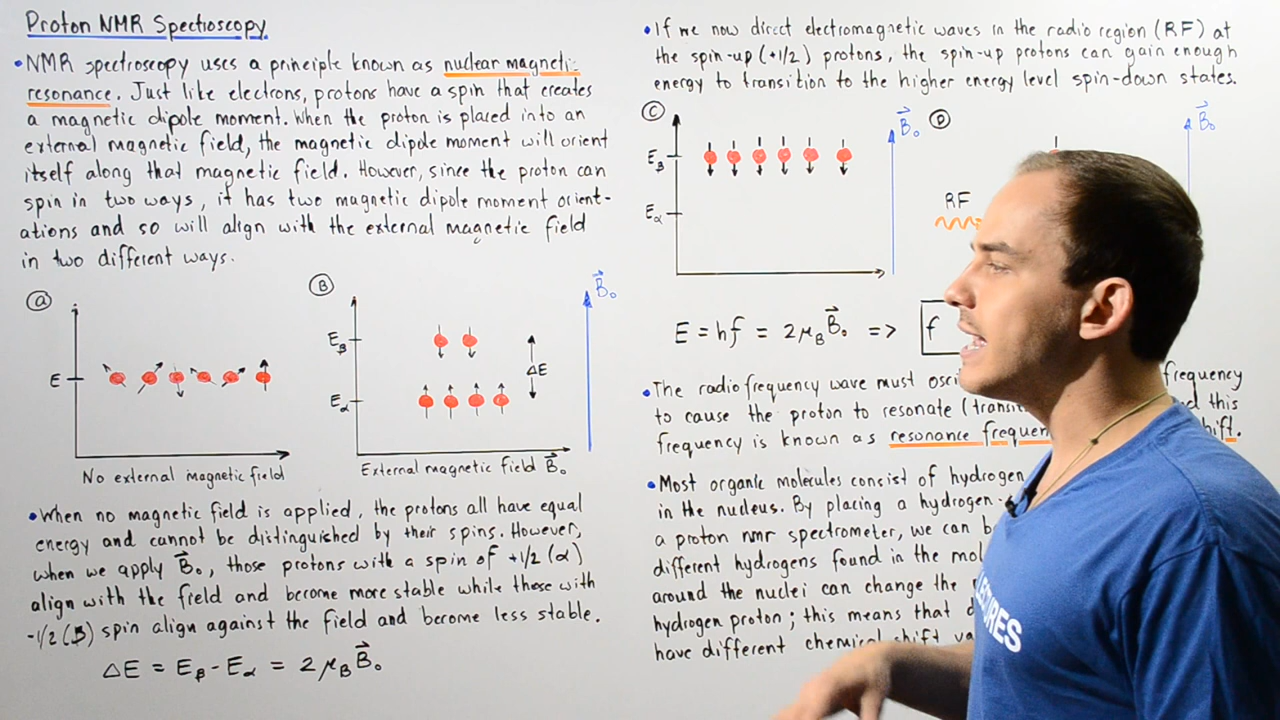 Proton NMR Spectroscopy
•NMR spectroscopy uses a principle known as nuclear magnetic
resonance. Just like electrons, protons have a spin that creates
a magnetic dipole moment. When the proton is placed into an
external magnetic field, the magnetic dipole moment will orient
itself along that magnetic field. However, since the proton can
spin in two ways, it has two magnetic dipole moment orient-
ations and so will align with the external magnetic field
in two different ways.
A
E
No external magnetic field
B
Eβ
Eα
ΔE
B₀
External magnetic field B₀
•When no magnetic field is applied, the protons all have equal
energy and cannot be distinguished by their spins. However,
when we apply B₀, those protons with a spin of +1/2 (α)
align with the field and become more stable while those with
-1/2 (β) spin align against the field and become less stable.
ΔE = Eβ - Eα = 2μB B₀
•If we now direct electromagnetic waves in the radio region (RF) at
the spin-up (+1/2) protons, the spin-up protons can gain enough
energy to transition to the higher energy level spin-down states.
C
Eβ
Eα
B₀
D
RF
B₀
E = hf = 2μB B₀ => f
•The radiofrequency wave must frequency
to cause the proton to resonate this
frequency is known as resonance
•Most organic molecules consist of hydrogen
in the nucleus. By placing a hydrogen
a proton nmr spectrometer, we can
different hydrogens found in the
around the nuclei can change the
hydrogen proton; this means that
have different chemical shift